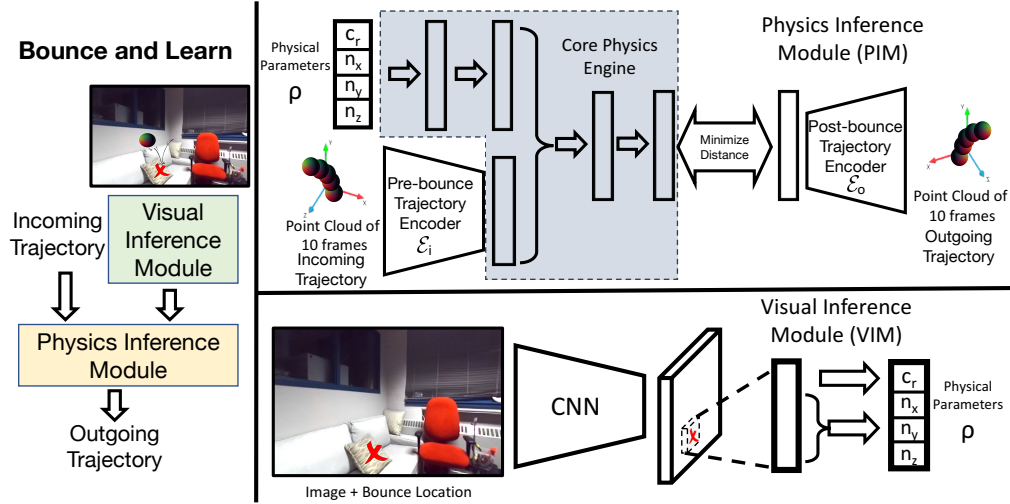 Bounce and Learn
Incoming
Trajectory
Visual
Inference
Module
Physics Inference
Module
Outgoing
Trajectory
Physical
Parameters
ρ
c_r
n_x
n_y
n_z
Core Physics
Engine
Physics Inference
Module (PIM)
Y
X
Z
Point Cloud of
10 frames
Incoming
Trajectory
Pre-bounce
Trajectory
Encoder
ℰ_i
Minimize
Distance
Post-bounce
Trajectory
Encoder
ℰ_o
Y
X
Z
Point Cloud of
10 frames
Outgoing
Trajectory
Visual Inference
Module (VIM)
Image + Bounce Location
CNN
c_r
n_x
n_y
n_z
Physical
Parameters
ρ